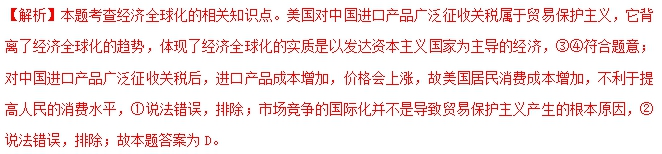 【解析】本题考查经济全球化的相关知识点。美国对中国进口产品广泛征收关税属于贸易保护主义，它背
离了经济全球化的趋势，体现了经济全球化的实质是以发达资本主义国家为主导的经济，③④符合题意；
对中国进口产品广泛征收关税后，进口产品成本增加，价格会上涨，故美国居民消费成本增加，不利于提
高人民的消费水平，①说法错误，排除；市场竞争的国际化并不是导致贸易保护主义产生的根本原因，②
说法错误，排除；故本题答案为 D。